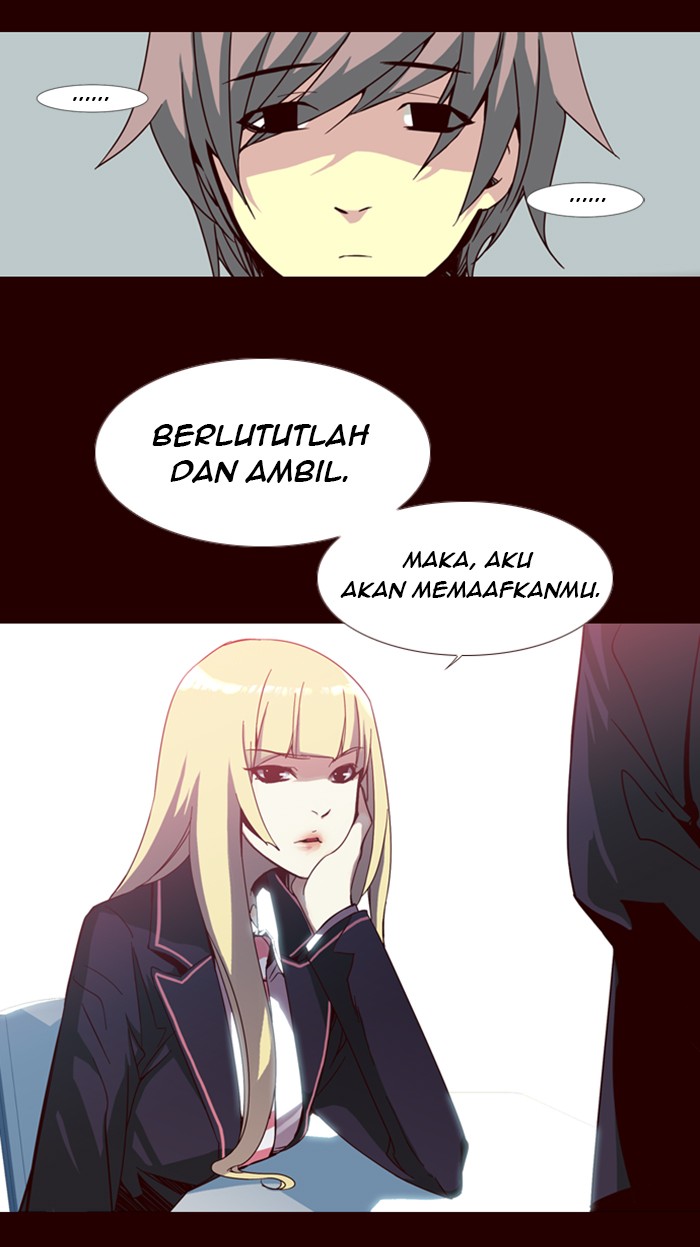 ......
......
BERLUTUTLAH
DAN AMBIL.
MAKA, AKU
AKAN MEMAAFKANMU.